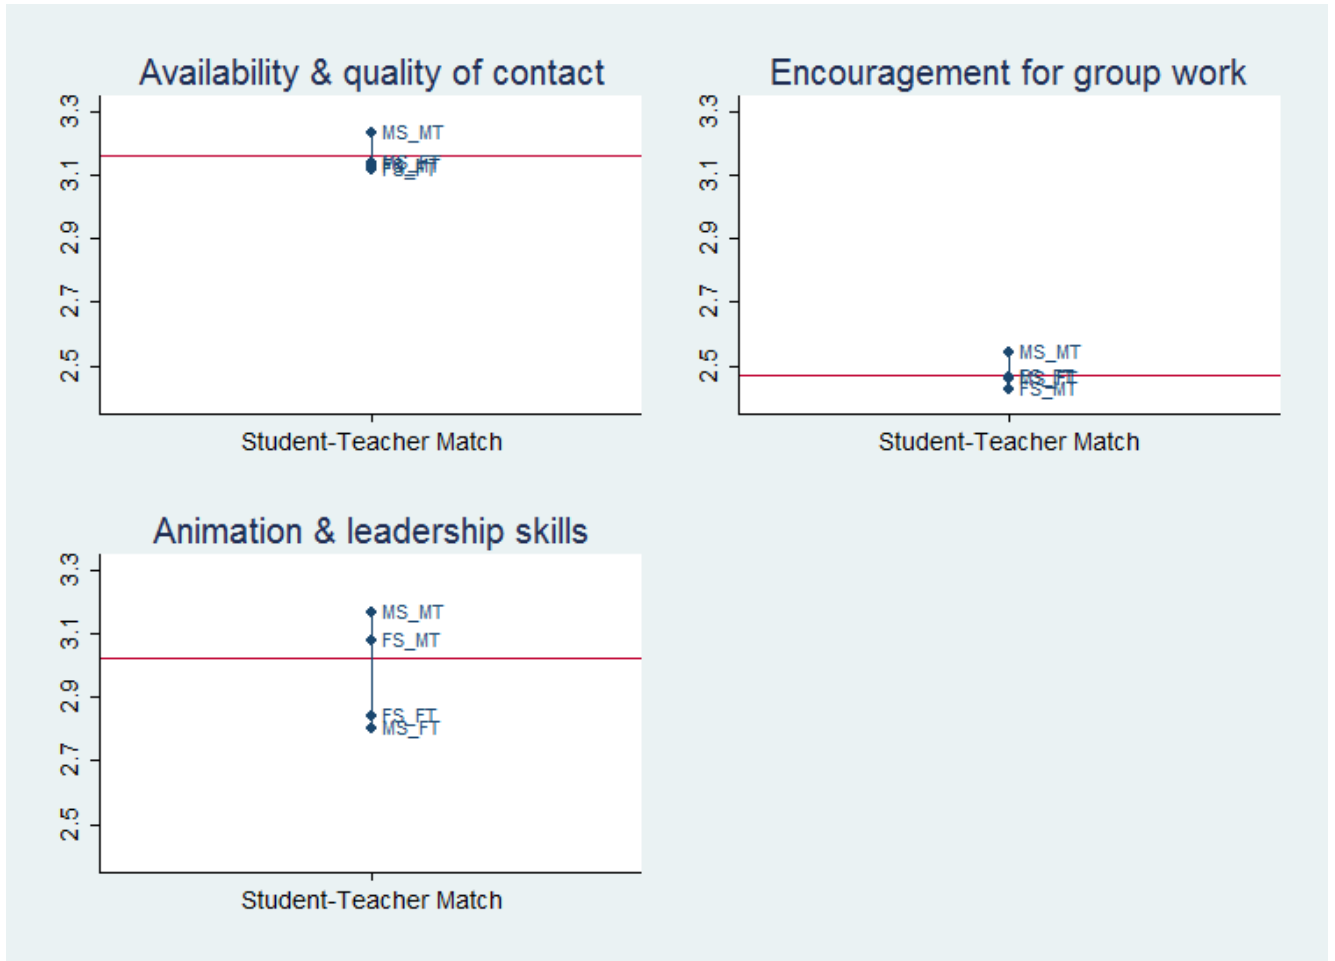 Availability & quality of contact
3.3
3.1
2.9
2.7
2.5
MS_MT
FS_FT
Student-Teacher Match
Encouragement for group work
3.3
3.1
2.9
2.7
2.5
MS_MT
FS_MT
Student-Teacher Match
Animation & leadership skills
3.3
3.1
2.9
2.7
2.5
MS_MT
FS_MT
FS_FT
MS_FT
Student-Teacher Match